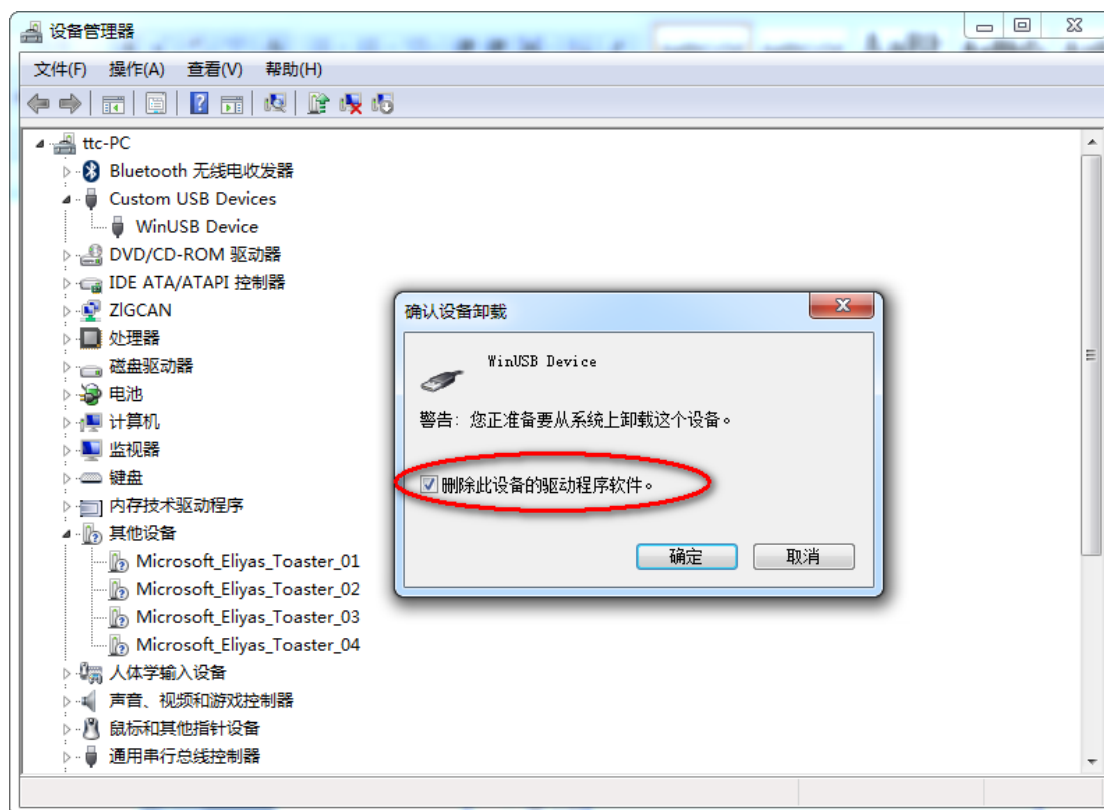 设备管理器
文件(F) 操作(A) 查看(V) 帮助(H)
ttc-PC
Bluetooth 无线电收发器
Custom USB Devices
WinUSB Device
DVD/CD-ROM 驱动器
IDE ATA/ATAPI 控制器
ZIGCAN
处理器
磁盘驱动器
电池
计算机
监视器
键盘
内存技术驱动程序
其他设备
Microsoft_Eliyas_Toaster_01
Microsoft_Eliyas_Toaster_02
Microsoft_Eliyas_Toaster_03
Microsoft_Eliyas_Toaster_04
人体学输入设备
声音、视频和游戏控制器
鼠标和其他指针设备
通用串行总线控制器
确认设备卸载
WinUSB Device
警告: 您正准备要从系统上卸载这个设备。
删除此设备的驱动程序软件。
确定 取消